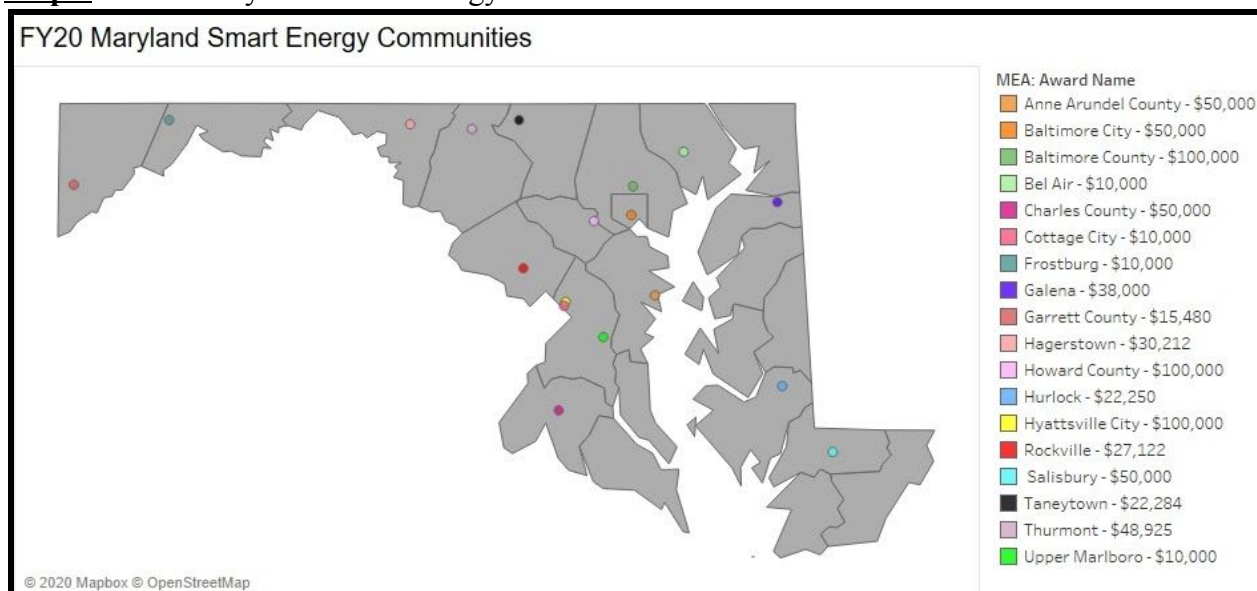 FY20 Maryland Smart Energy Communities
MEA: Award Name
Anne Arundel County - $50,000
Baltimore City - $50,000
Baltimore County - $100,000
Bel Air - $10,000
Charles County - $50,000
Cottage City - $10,000
Frostburg - $10,000
Galena - $38,000
Garrett County - $15,480
Hagerstown - $30,212
Howard County - $100,000
Hurlock - $22,250
Hyattsville City - $100,000
Rockville - $27,122
Salisbury - $50,000
Taneytown - $22,284
Thurmont - $48,925
Upper Marlboro - $10,000
© 2020 Mapbox © OpenStreetMap